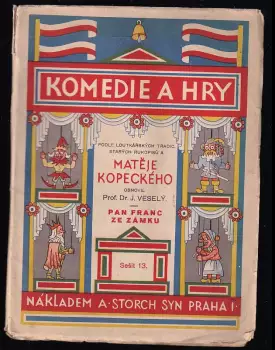 KOMEDIE A HRY
PODLE LOUTKÁŘSKÝCH TRADIC,
STARÝCH RUKOPISŮ A
MATĚJE
KOPECKÉHO
OBNOVIL
Prof. Dr. J. VESELÝ
PAN FRANC
ZE ZÁMKU
Sešit 13.
NÁKLADEM A·STORCH SYN PRAHA I·